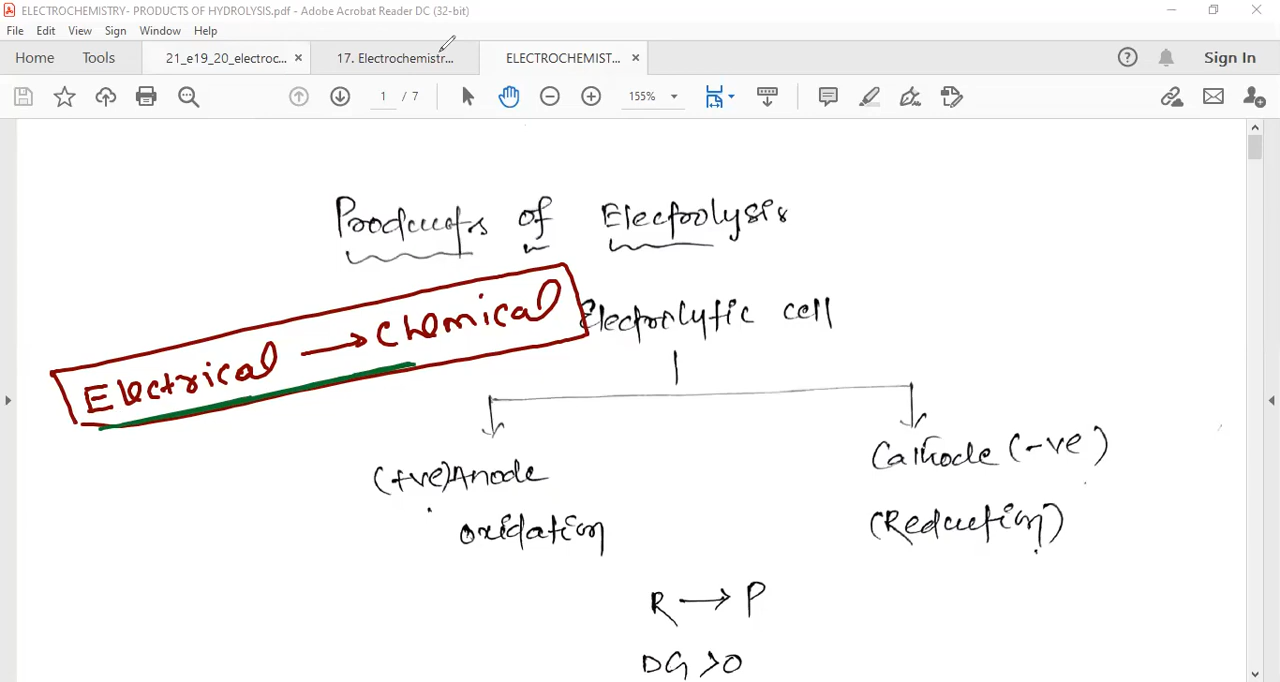 ELECTROCHEMISTRY- PRODUCTS OF HYDROLYSIS.pdf - Adobe Acrobat Reader DC (32-bit)
File Edit View Sign Window Help
Home Tools 21_e19_20_electroc... × 17. Electrochemistr... ELECTROCHEMIST... × Sign In
1 / 7 155%
Products of Electrolysis
Electrical → Chemical
Electrolytic cell
(+ve)Anode
Cathode (-ve)
oxidation
(Reduction)
R → P
DG >0